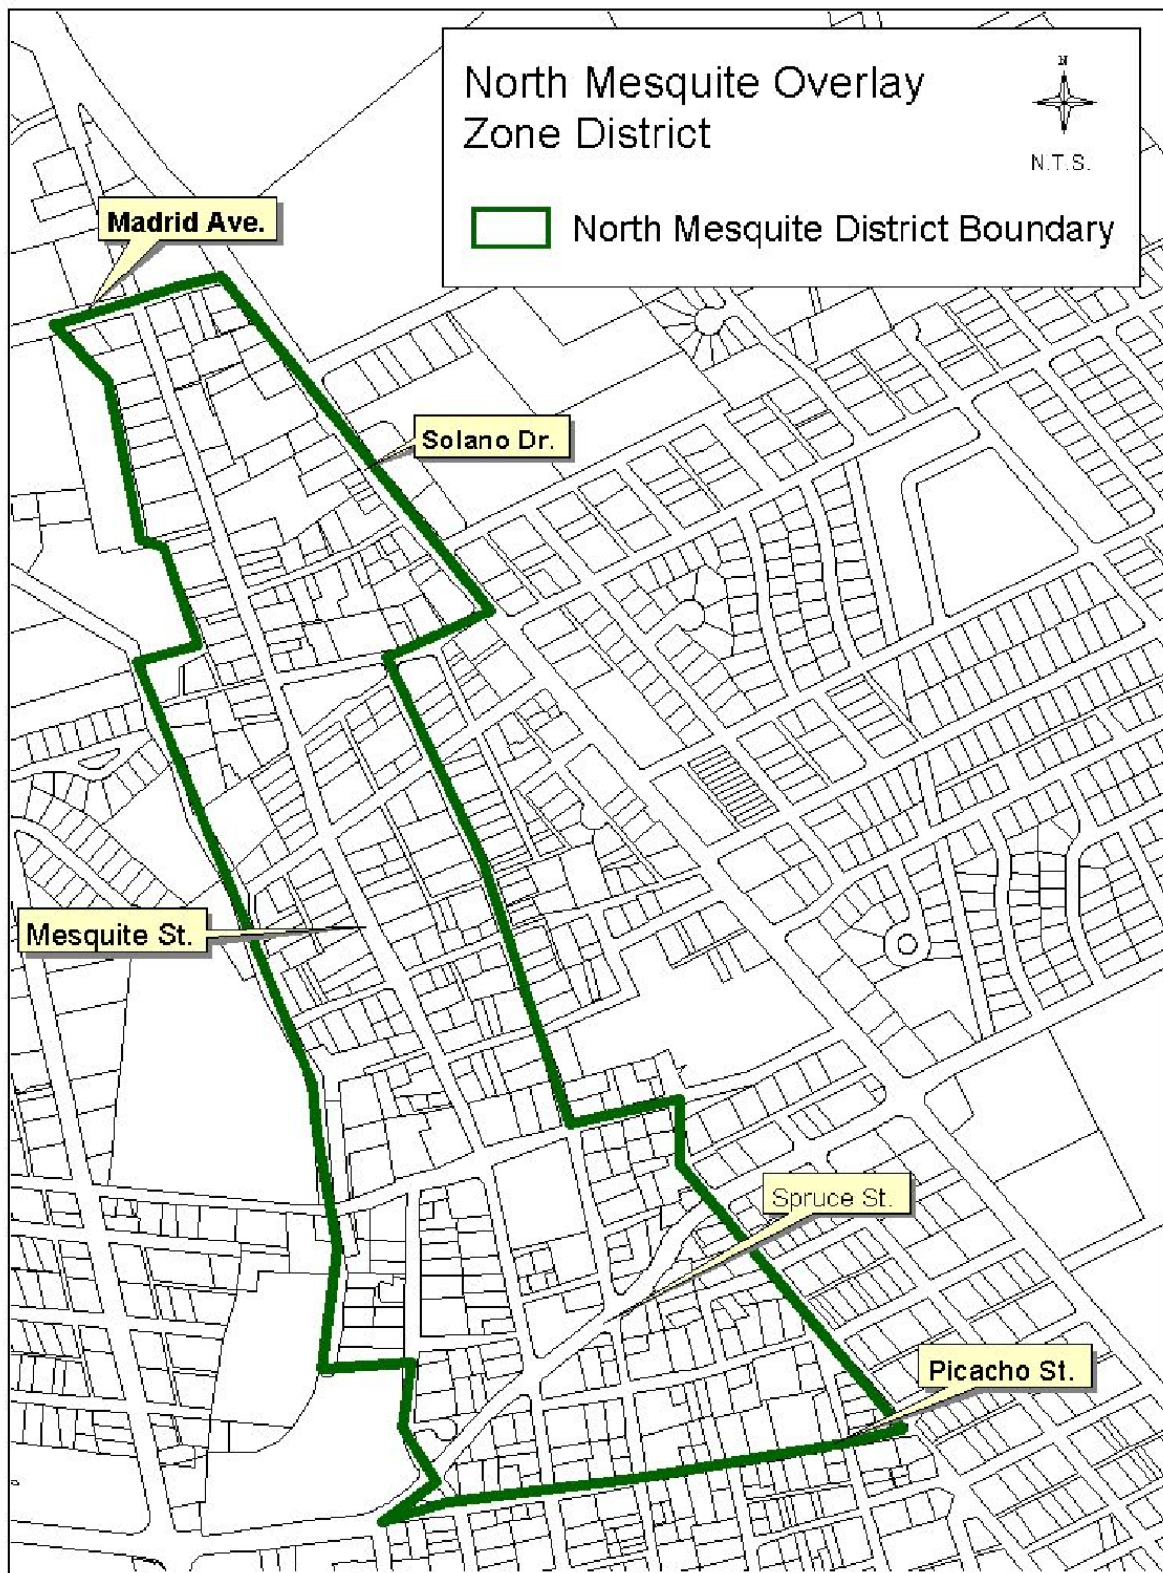 North Mesquite Overlay
Zone District
N
N.T.S.
North Mesquite District Boundary
Madrid Ave.
Solano Dr.
Mesquite St.
Spruce St.
Picacho St.